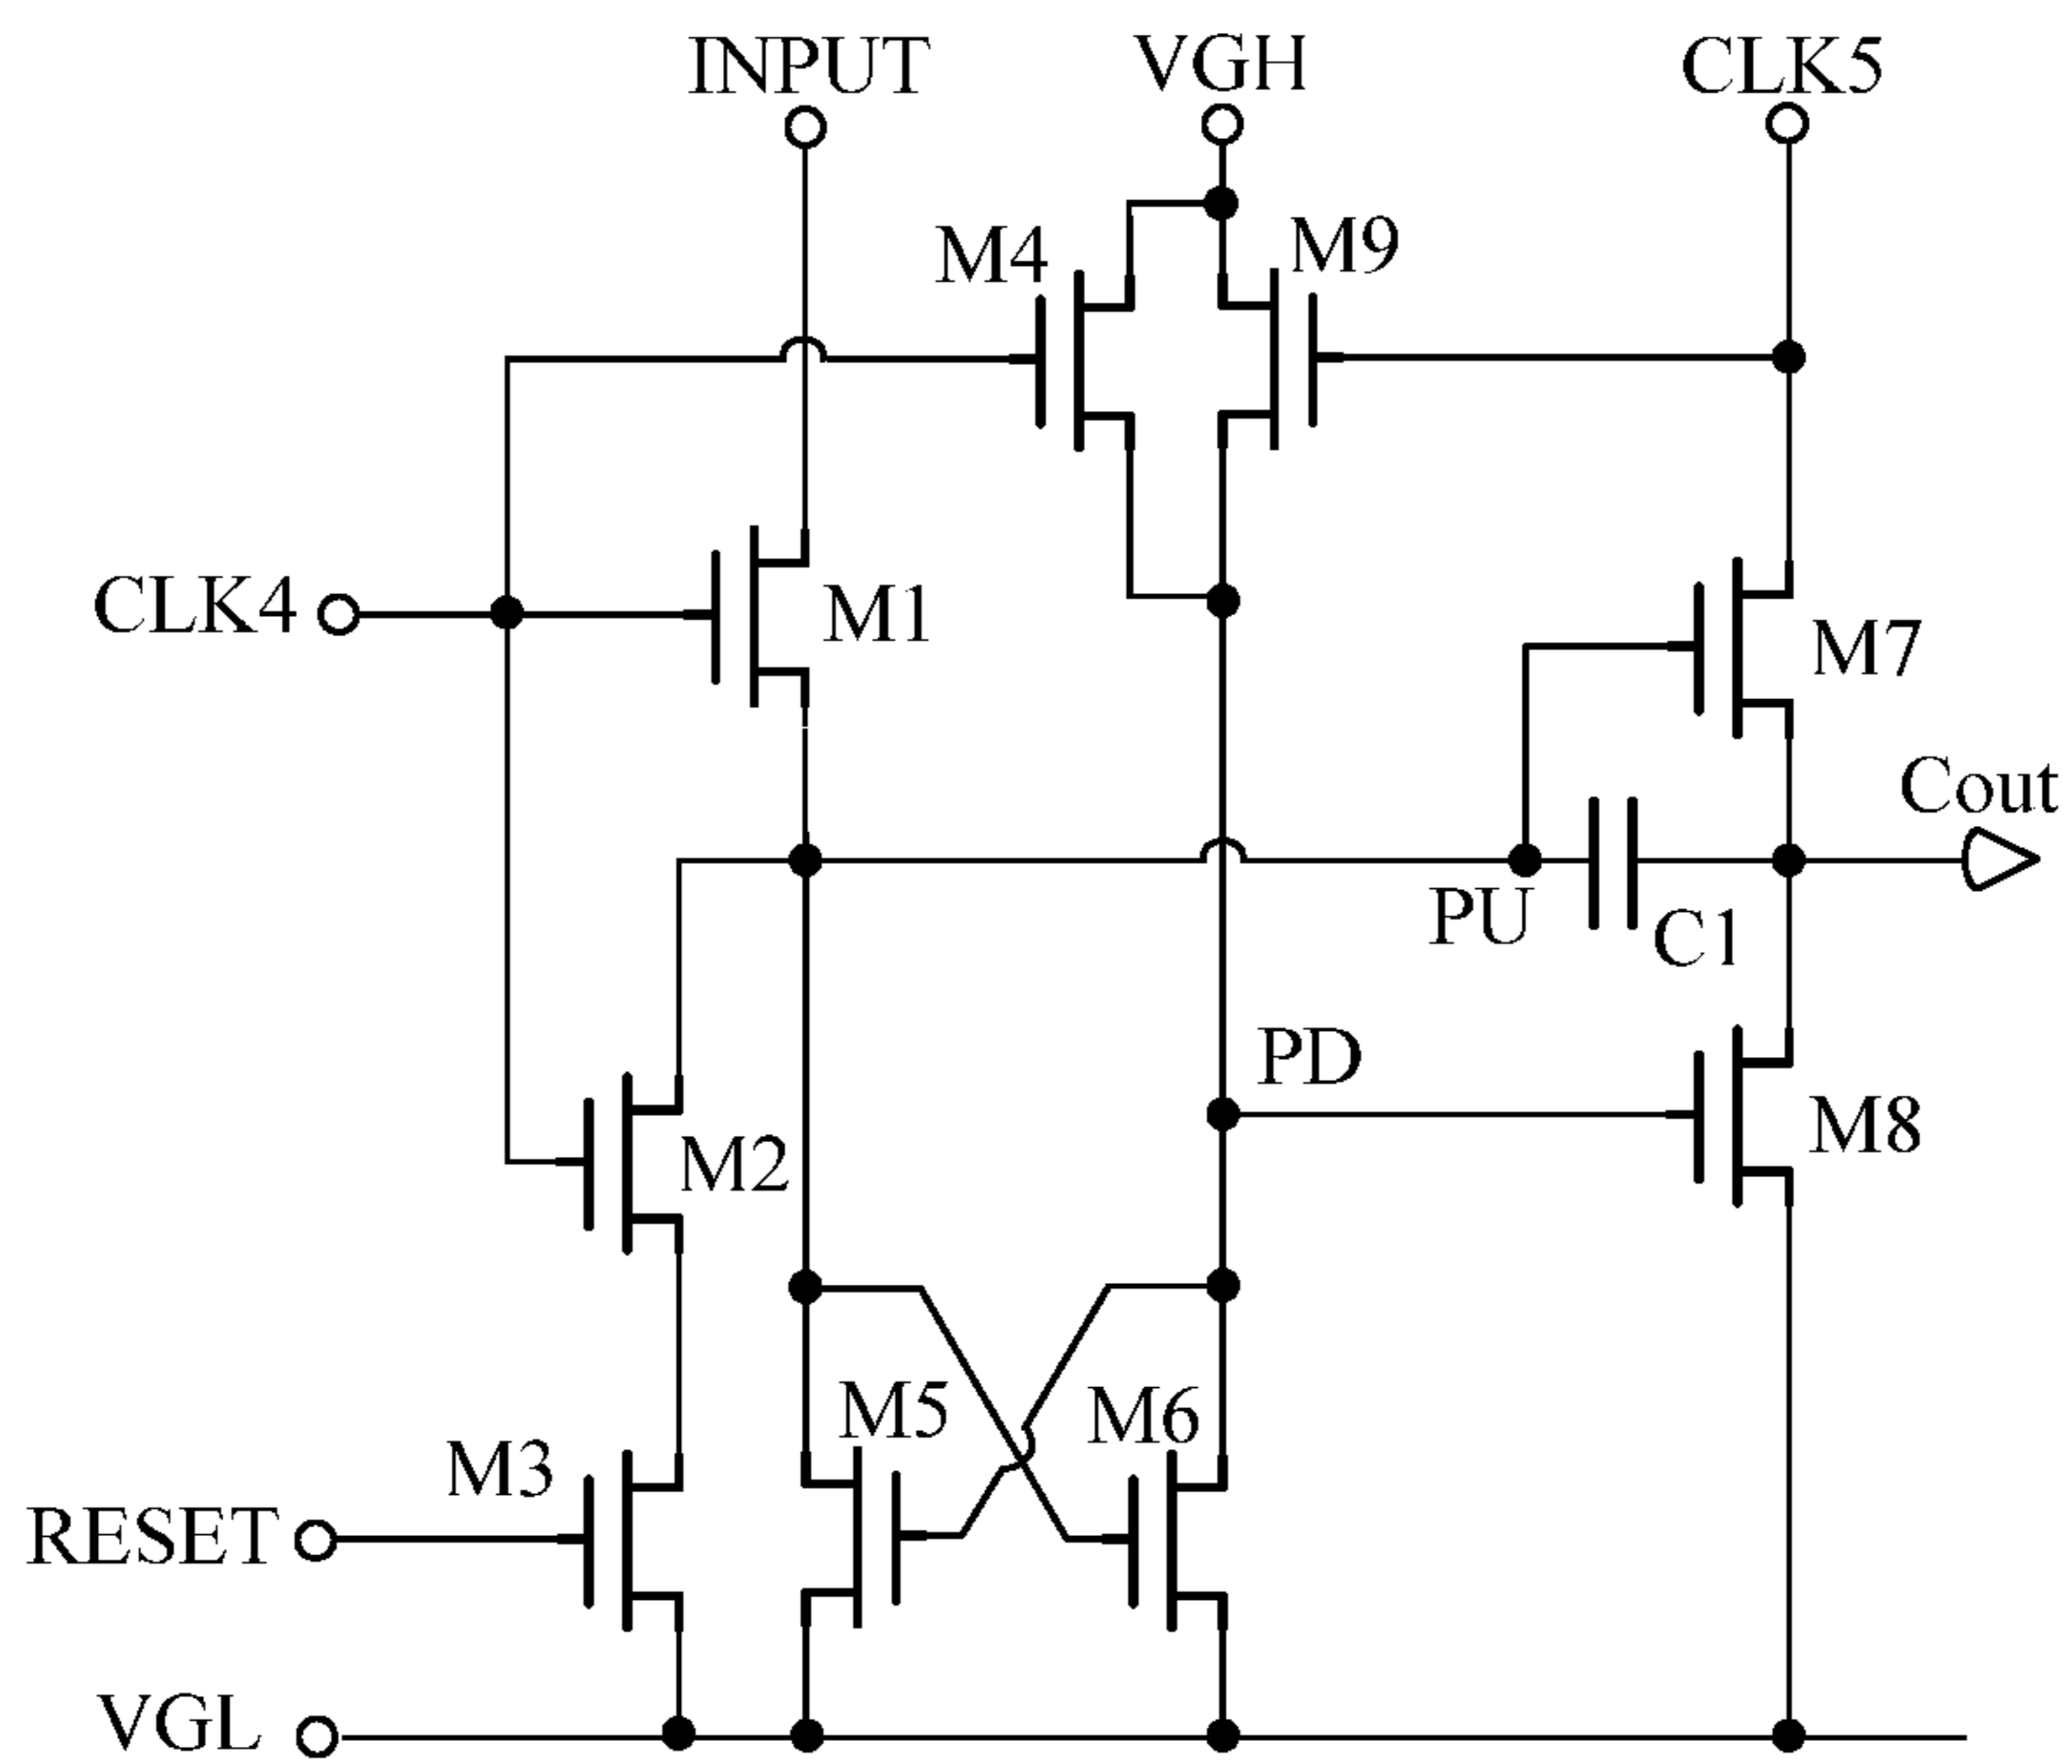 INPUT
VGH
CLK5
M4
M9
CLK4
M1
M7
Cout
PU
C1
PD
M2
M8
M5
M6
M3
RESET
VGL